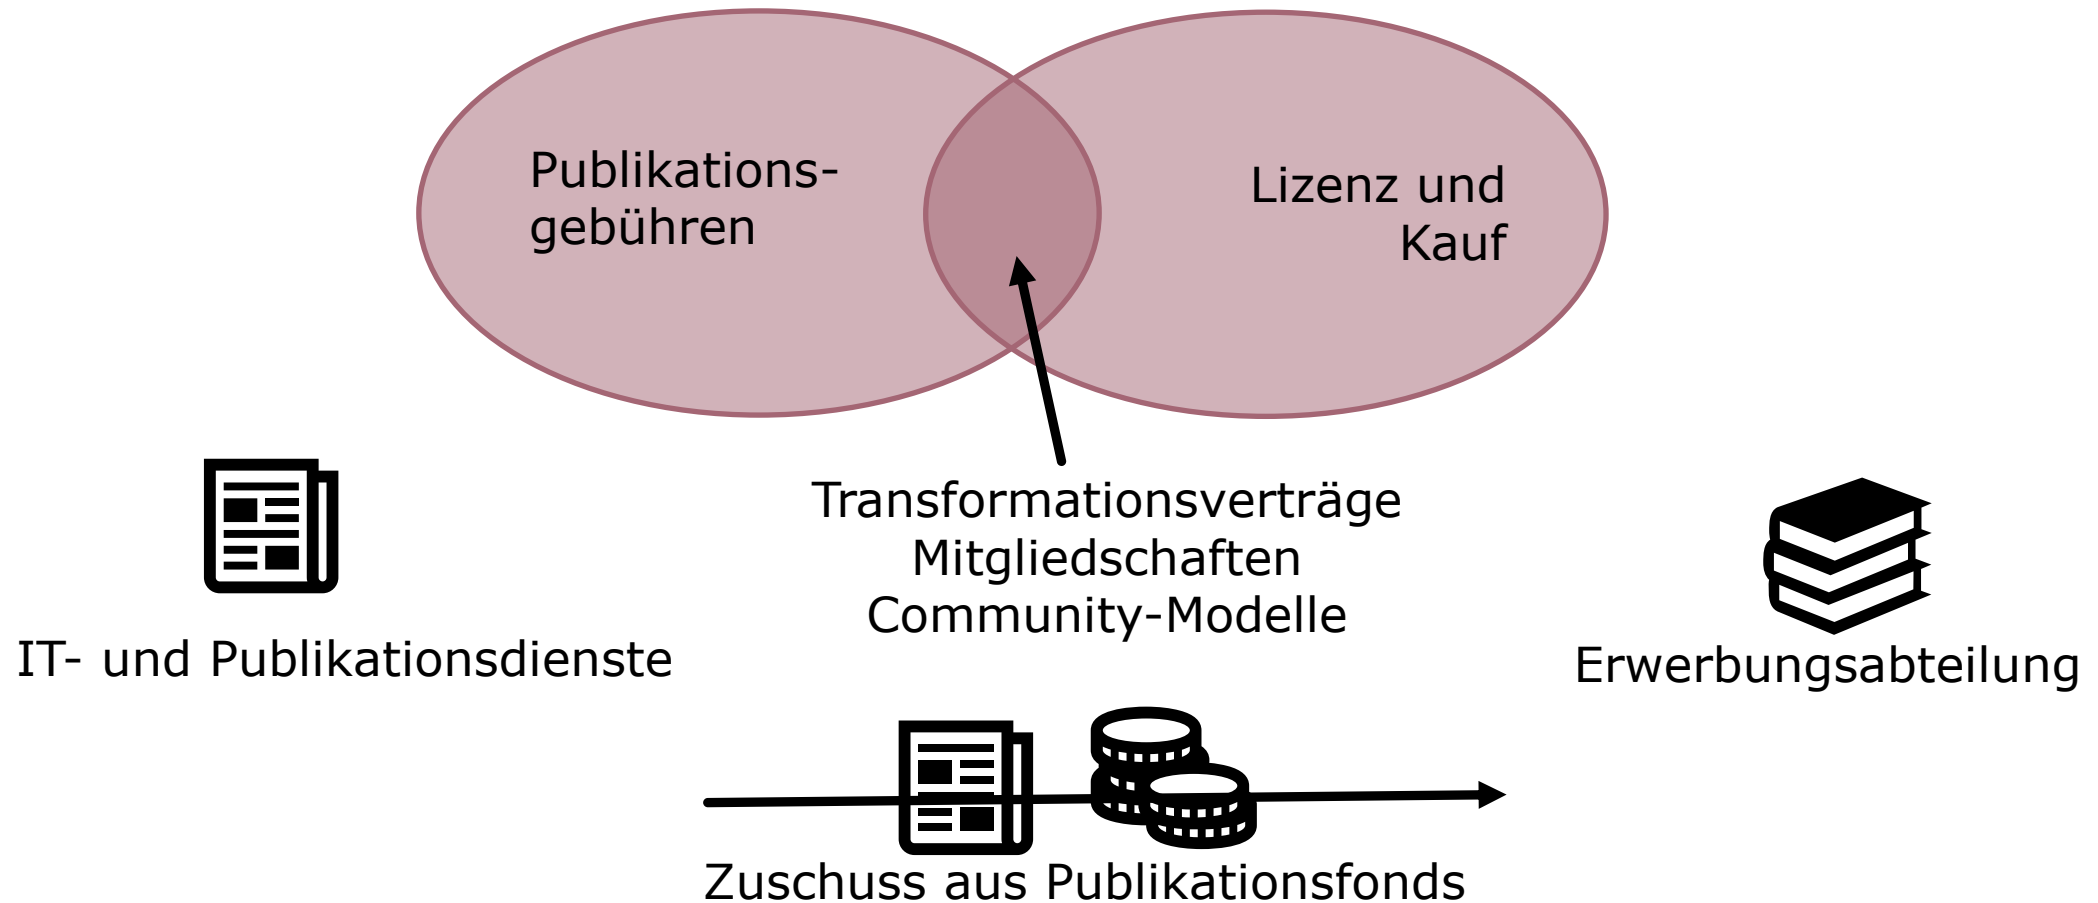 Publikations-
gebühren
Lizenz und
Kauf
Transformationsverträge
Mitgliedschaften
Community-Modelle
IT- und Publikationsdienste
Erwerbungsabteilung
Zuschuss aus Publikationsfonds